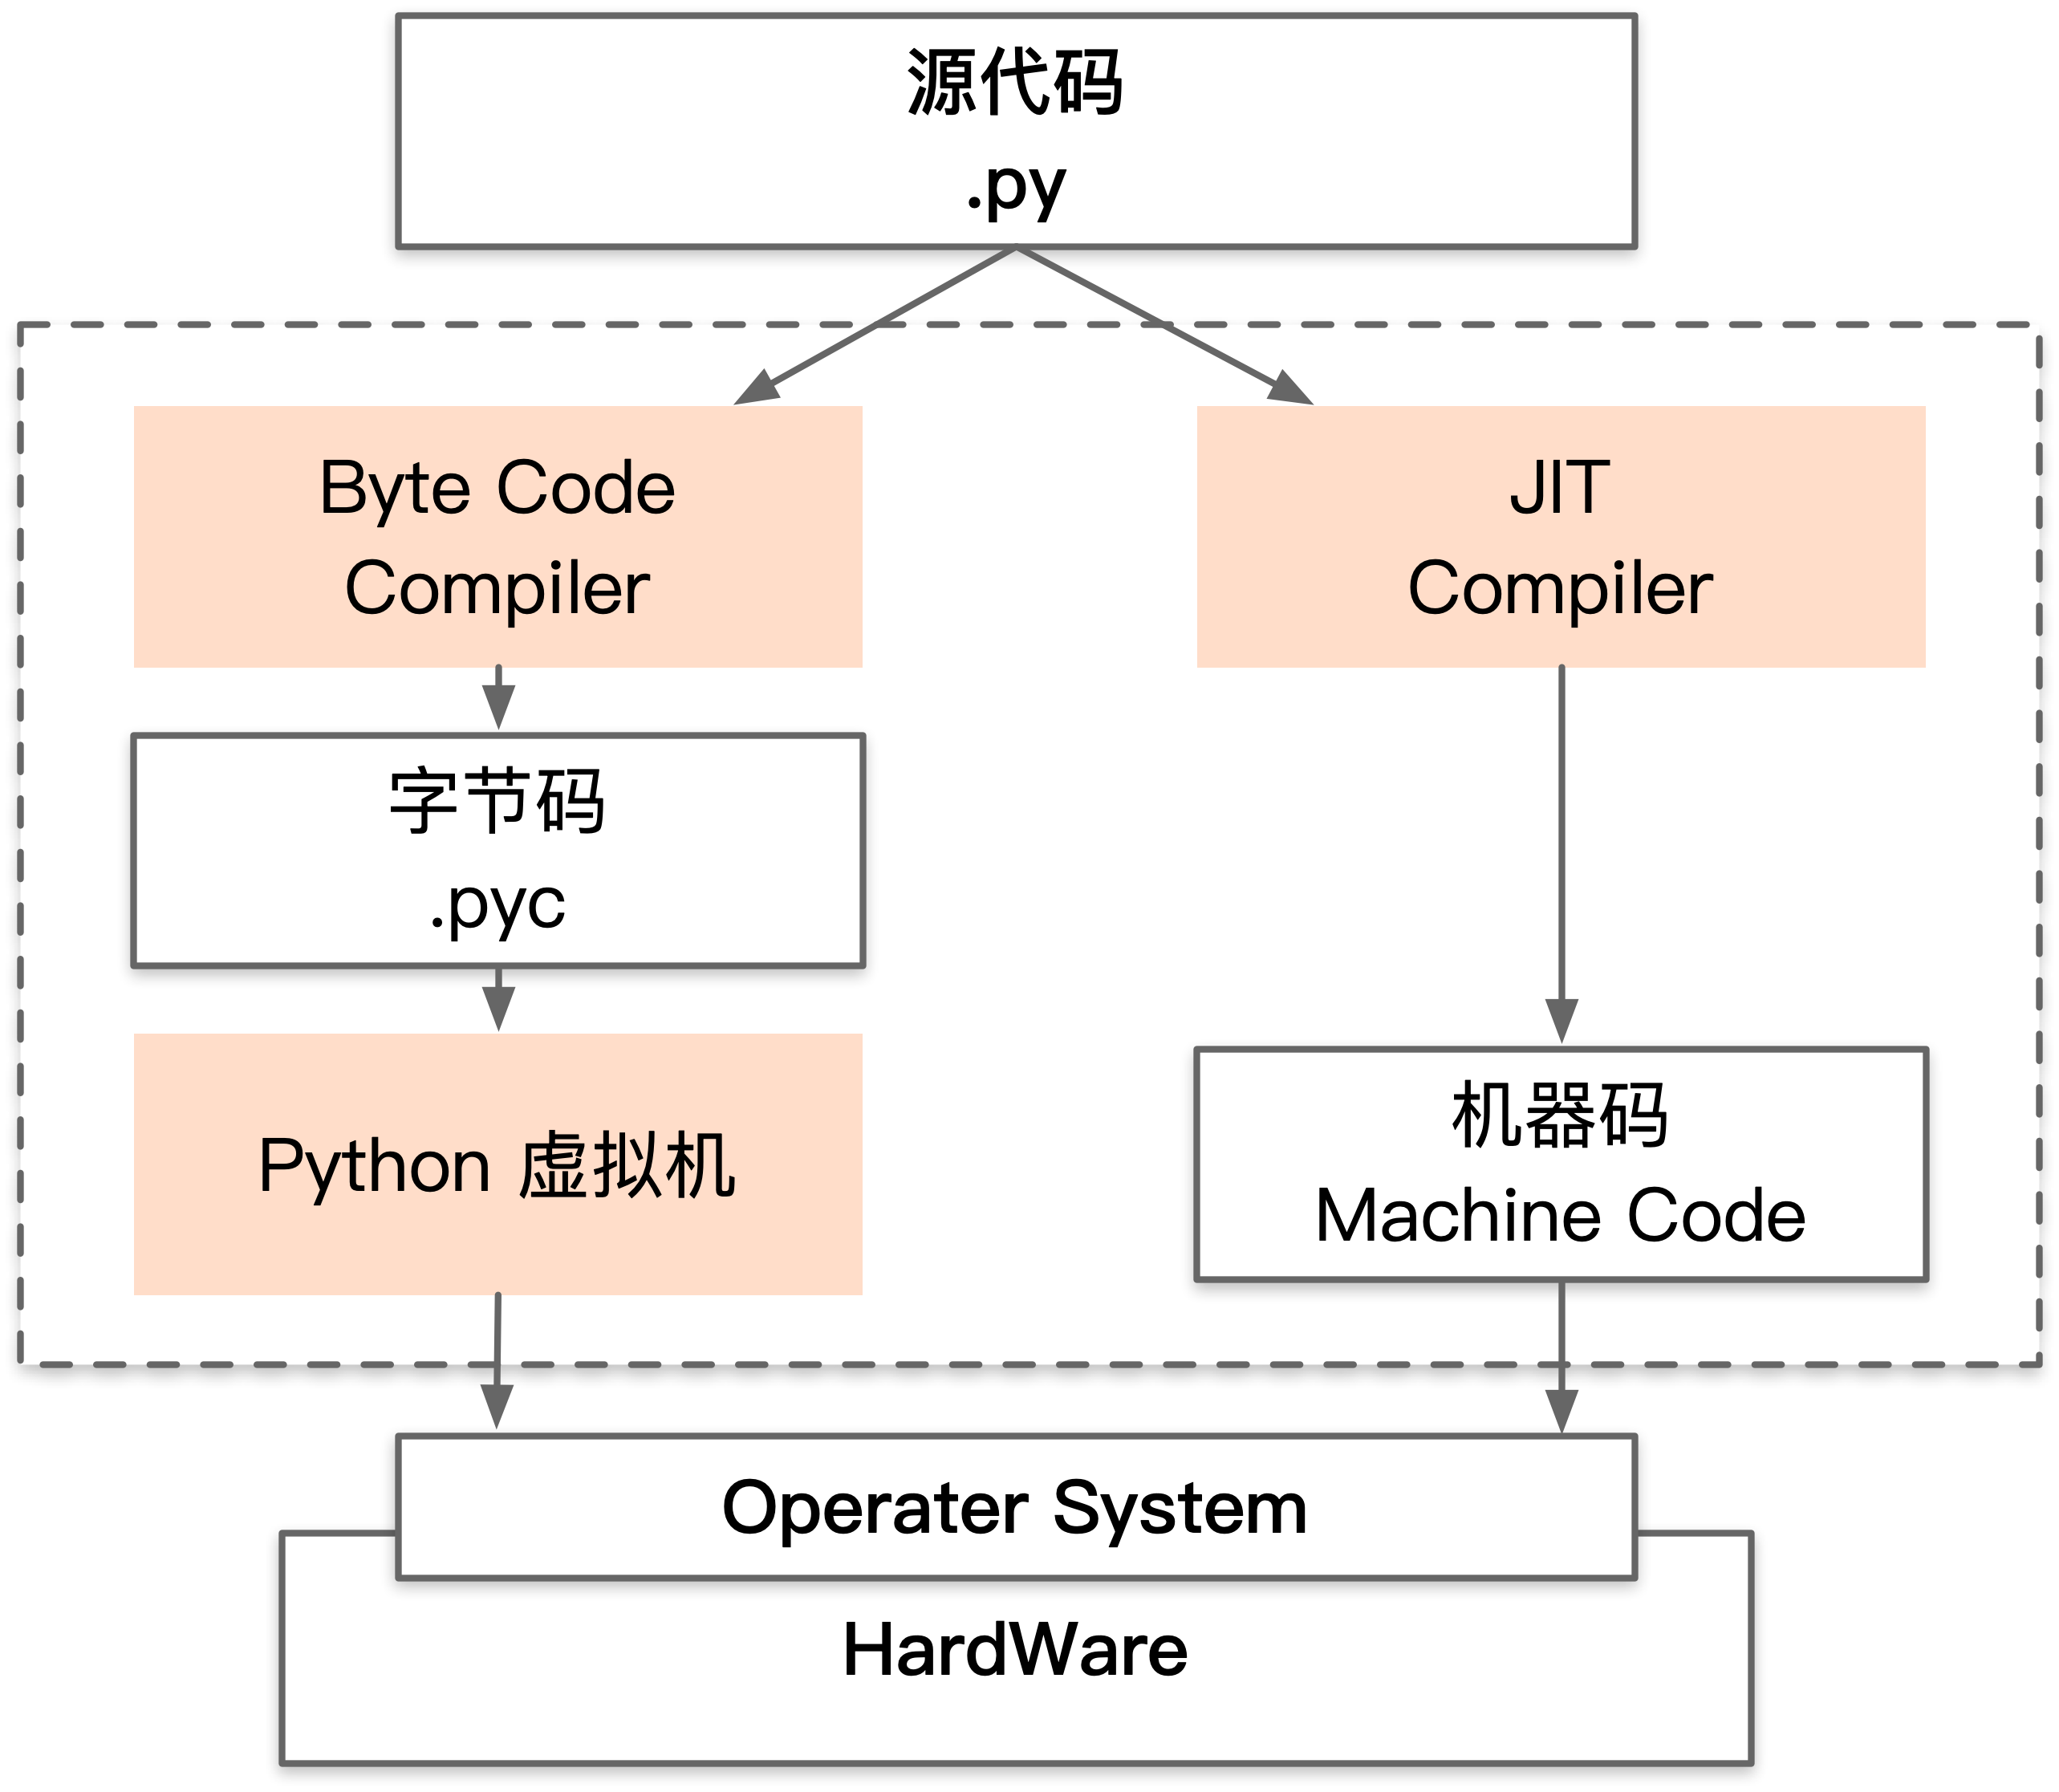 源代码
.py
Byte Code
Compiler
JIT
Compiler
字节码
.pyc
Python 虚拟机
机器码
Machine Code
Operater System
HardWare